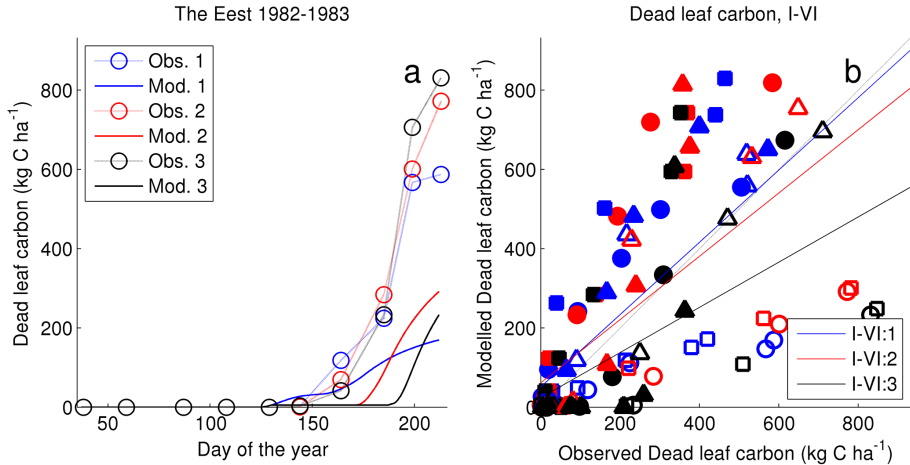 The Eest 1982-1983
Dead leaf carbon (kg C ha⁻¹)
800
600
400
200
0
Obs. 1
Mod. 1
Obs. 2
Mod. 2
Obs. 3
Mod. 3
a
50
100
150
200
Day of the year
Dead leaf carbon, I-VI
Modelled Dead leaf carbon (kg C ha⁻¹)
800
600
400
200
0
b
I-VI:1
I-VI:2
I-VI:3
0
200
400
600
800
Observed Dead leaf carbon (kg C ha⁻¹)